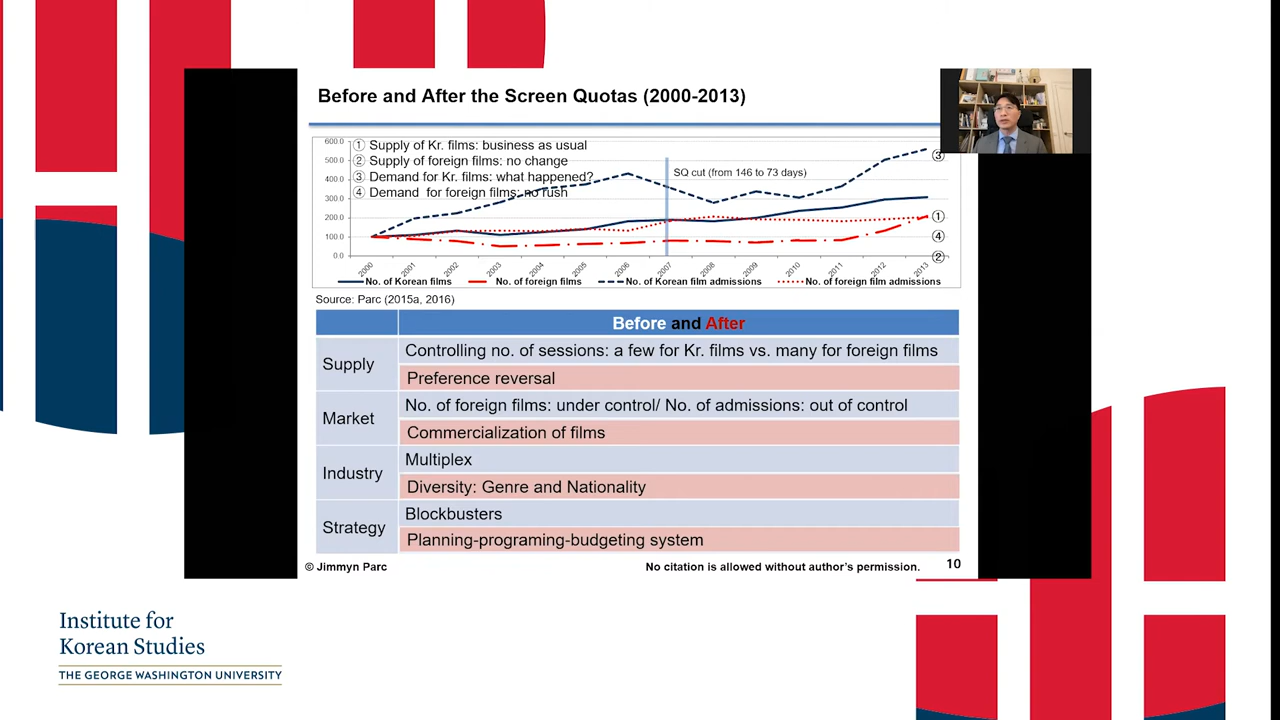 Before and After the Screen Quotas (2000-2013)
600.0
500.0
400.0
300.0
200.0
100.0
0.0
① Supply of Kr. films: business as usual
② Supply of foreign films: no change
③ Demand for Kr. films: what happened?
④ Demand for foreign films: no rush
SQ cut (from 146 to 73 days)
③
①
④
②
2000 2001 2002 2003 2004 2005 2006 2007 2008 2009 2010 2011 2012 2013
No. of Korean films No. of foreign films No. of Korean film admissions No. of foreign film admissions
Source: Parc (2015a, 2016)
Before and After
Supply
Controlling no. of sessions: a few for Kr. films vs. many for foreign films
Preference reversal
Market
No. of foreign films: under control/ No. of admissions: out of control
Commercialization of films
Industry
Multiplex
Diversity: Genre and Nationality
Strategy
Blockbusters
Planning-programing-budgeting system
© Jimmyn Parc
No citation is allowed without author's permission.
10
Institute for
Korean Studies
THE GEORGE WASHINGTON UNIVERSITY